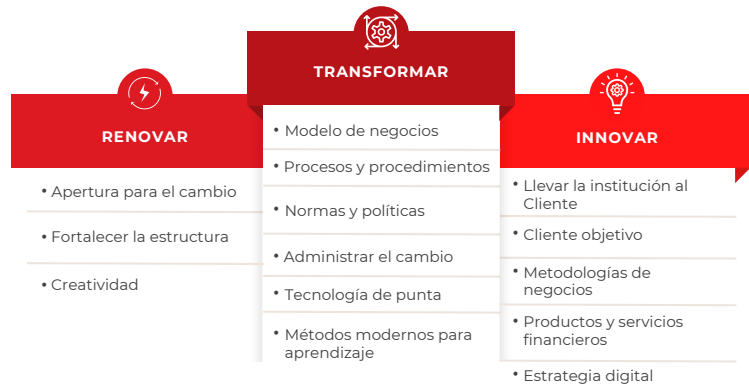 RENOVAR
• Apertura para el cambio
• Fortalecer la estructura
• Creatividad
TRANSFORMAR
• Modelo de negocios
• Procesos y procedimientos
• Normas y políticas
• Administrar el cambio
• Tecnología de punta
• Métodos modernos para
aprendizaje
INNOVAR
• Llevar la institución al
Cliente
• Cliente objetivo
• Metodologías de
negocios
• Productos y servicios
financieros
• Estrategia digital